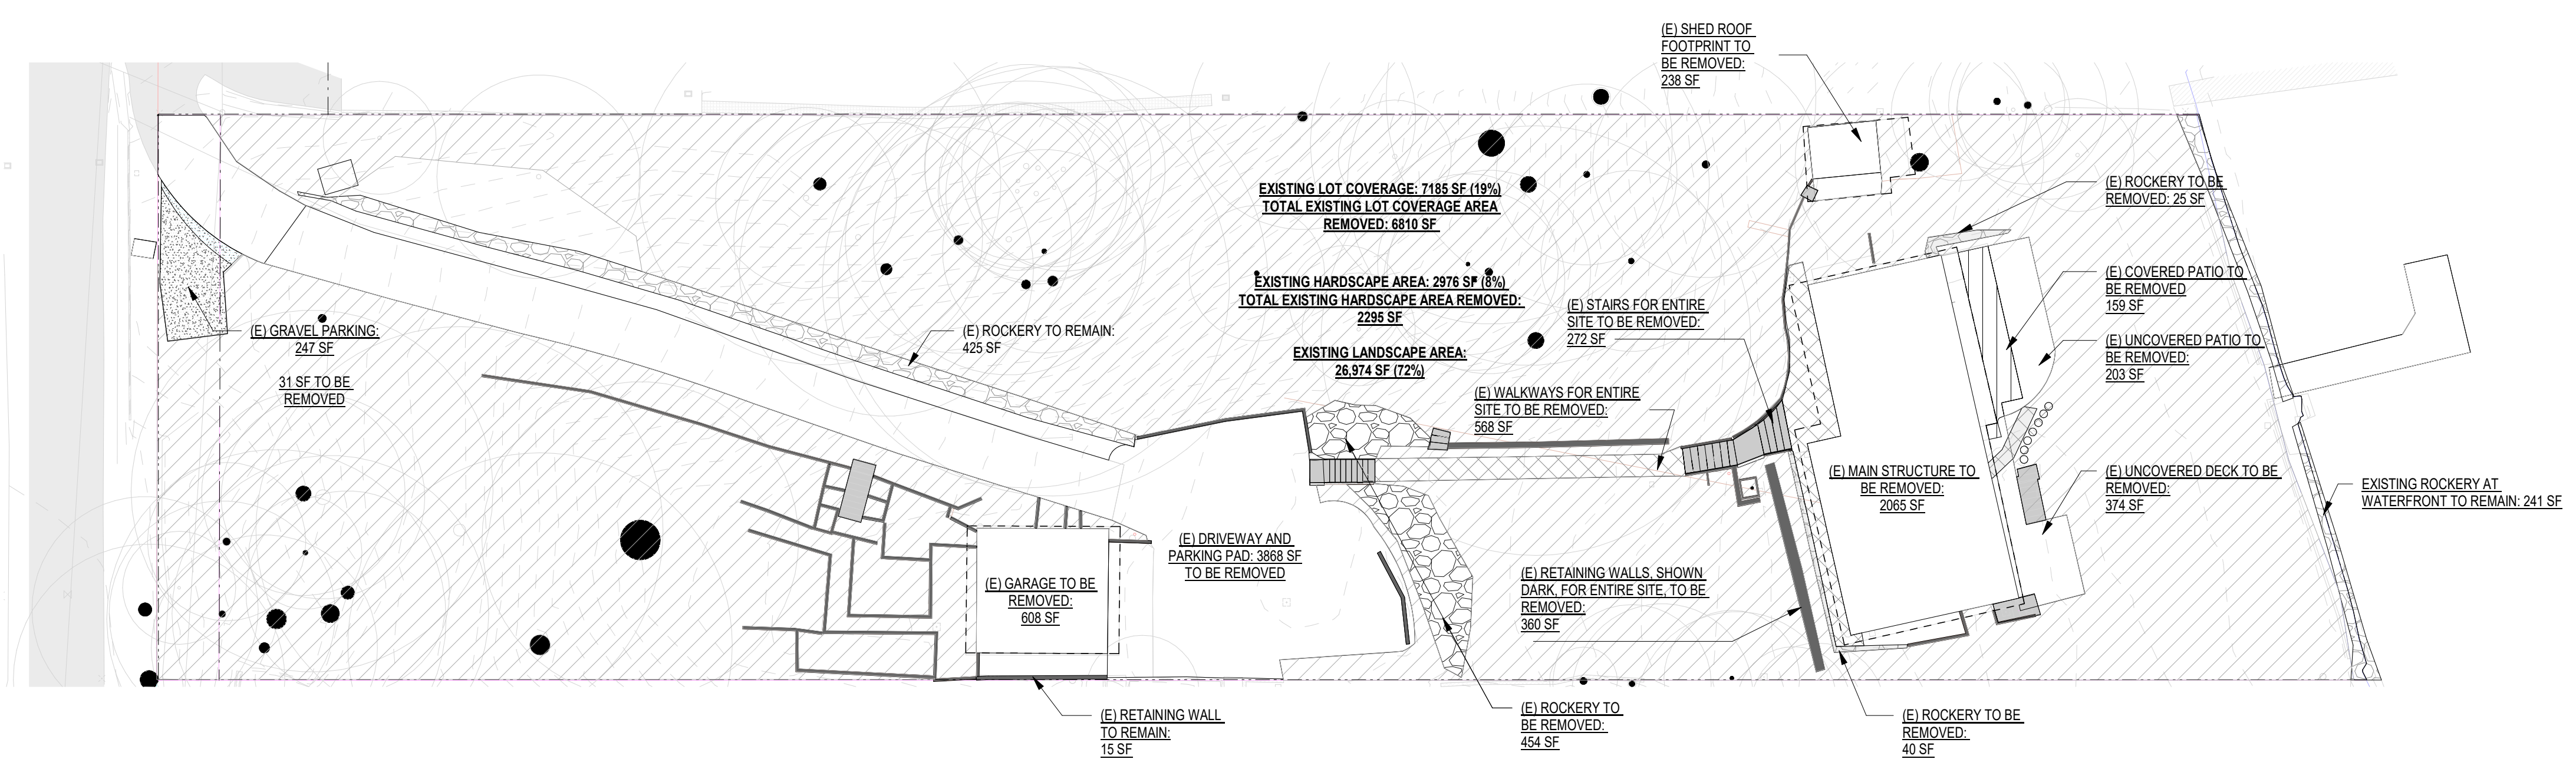 (E) SHED ROOF
FOOTPRINT TO
BE REMOVED:
238 SF
EXISTING LOT COVERAGE: 7185 SF (19%)
TOTAL EXISTING LOT COVERAGE AREA
REMOVED: 6810 SF
(E) ROCKERY TO BE
REMOVED: 25 SF
EXISTING HARDSCAPE AREA: 2976 SF (8%)
TOTAL EXISTING HARDSCAPE AREA REMOVED:
2295 SF
(E) COVERED PATIO TO
BE REMOVED
159 SF
(E) STAIRS FOR ENTIRE
SITE TO BE REMOVED:
272 SF
(E) GRAVEL PARKING:
247 SF
31 SF TO BE
REMOVED
(E) ROCKERY TO REMAIN:
425 SF
(E) UNCOVERED PATIO TO
BE REMOVED:
203 SF
EXISTING LANDSCAPE AREA:
26,974 SF (72%)
(E) WALKWAYS FOR ENTIRE
SITE TO BE REMOVED:
568 SF
(E) MAIN STRUCTURE TO
BE REMOVED:
2065 SF
(E) UNCOVERED DECK TO BE
REMOVED:
374 SF
EXISTING ROCKERY AT
WATERFRONT TO REMAIN: 241 SF
(E) DRIVEWAY AND
PARKING PAD: 3868 SF
TO BE REMOVED
(E) GARAGE TO BE
REMOVED:
608 SF
(E) RETAINING WALLS, SHOWN
DARK, FOR ENTIRE SITE, TO BE
REMOVED:
360 SF
(E) RETAINING WALL
TO REMAIN:
15 SF
(E) ROCKERY TO
BE REMOVED:
454 SF
(E) ROCKERY TO BE
REMOVED:
40 SF